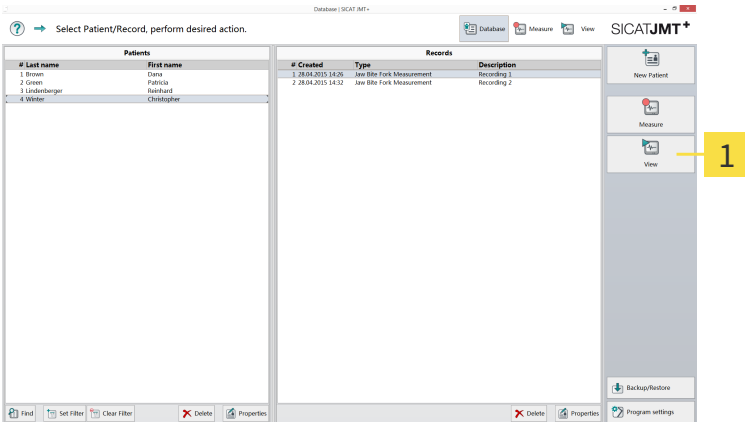 Database | SICAT JMT+
Select Patient/Record, perform desired action.
Database Measure View SICATJMT+
Patients
# Last name First name
1 Brown Dana
2 Green Patricia
3 Lindenberger Reinhard
4 Winter Christopher
Records
# Created Type Description
1 28.04.2015 14:26 Jaw Bite Fork Measurement Recording 1
2 28.04.2015 14:32 Jaw Bite Fork Measurement Recording 2
New Patient
Measure
View
1
Backup/Restore
Program settings
Find Set Filter Clear Filter Delete Properties
Delete Properties